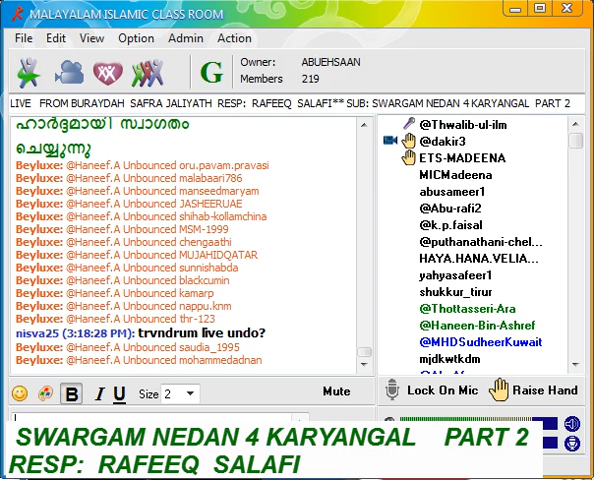 MALAYALAM ISLAMIC CLASS ROOM
File Edit View Option Admin Action
G
Owner: ABUEHSAAN
Members 219
LIVE FROM BURAYDAH SAFRA JALIYATH RESP: RAFEEQ SALAFI** SUB: SWARGAM NEDAN 4 KARYANGAL PART 2
ഹാർദ്ദമായി സ്വാഗതം
ചെയ്യുന്നു
Beyluxe: @Haneef.A Unbounced oru.pavam.pravasi
Beyluxe: @Haneef.A Unbounced malabaari786
Beyluxe: @Haneef.A Unbounced manseedmaryam
Beyluxe: @Haneef.A Unbounced JASHEERUAE
Beyluxe: @Haneef.A Unbounced shihab-kollamchina
Beyluxe: @Haneef.A Unbounced MSM-1999
Beyluxe: @Haneef.A Unbounced chengaathi
Beyluxe: @Haneef.A Unbounced MUJAHIDQATAR
Beyluxe: @Haneef.A Unbounced sunnishabda
Beyluxe: @Haneef.A Unbounced blackcumin
Beyluxe: @Haneef.A Unbounced kamarp
Beyluxe: @Haneef.A Unbounced nappu.knm
Beyluxe: @Haneef.A Unbounced thr-123
nisva25 (3:18:28 PM): trvndrum live undo?
Beyluxe: @Haneef.A Unbounced saudia_1995
Beyluxe: @Haneef.A Unbounced mohammedadnan
@Thwalib-ul-ilm
@dakir3
ETS-MADEENA
MICMadeena
abusameer1
@Abu-rafi2
@k.p.faisal
@puthanathani-chel...
HAYA.HANA.VELIA...
yahyasafeer1
shukkur_tirur
@Thottasseri-Ara
@Haneen-Bin-Ashref
@MHDSudheerKuwait
mjdkwtkdm
B I U Size 2 Mute
Lock On Mic Raise Hand
SWARGAM NEDAN 4 KARYANGAL PART 2
RESP: RAFEEQ SALAFI